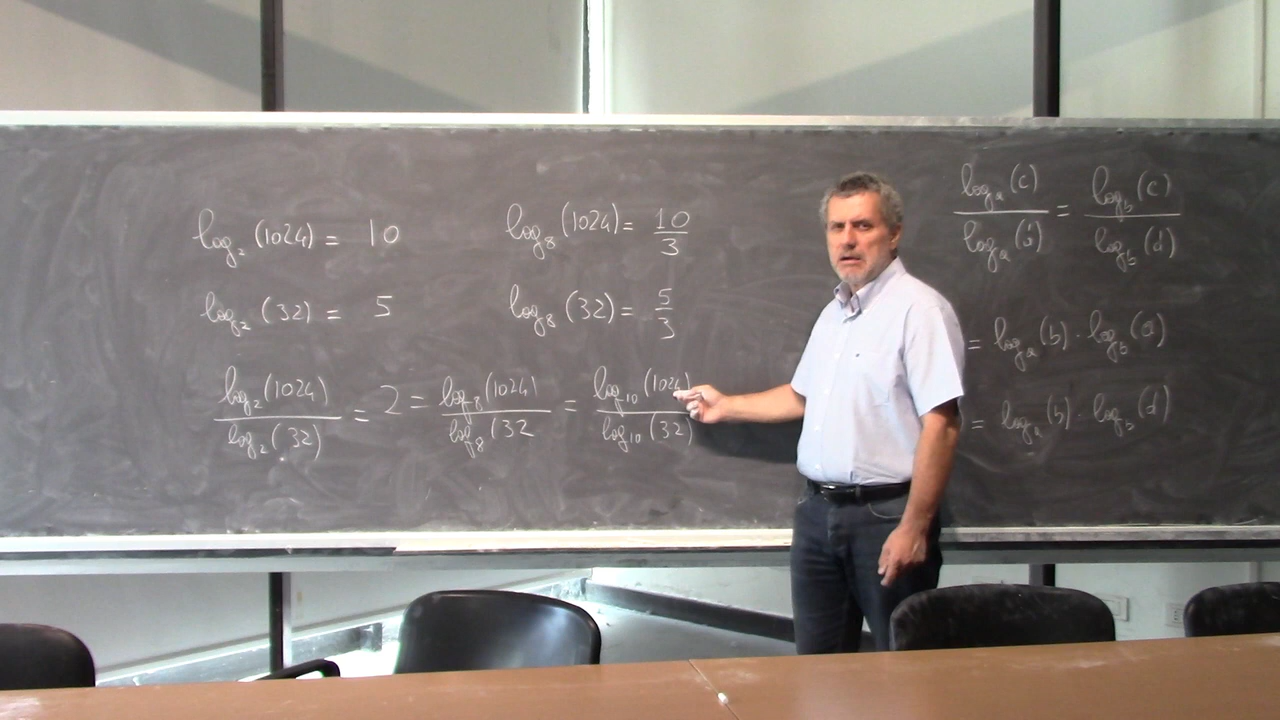 log₂ (1024) = 10
log₂ (32) = 5
log₂(1024) / log₂(32) = 2 = log₈(1024) / log₈(32 = log₁₀(1024) / log₁₀(32)
log₈ (1024) = 10/3
log₈ (32) = 5/3
logₐ(c) / logₐ(d) = log_b(c) / log_b(d)
= logₐ(b) · log_b(c)
= logₐ(b) · log_b(d)